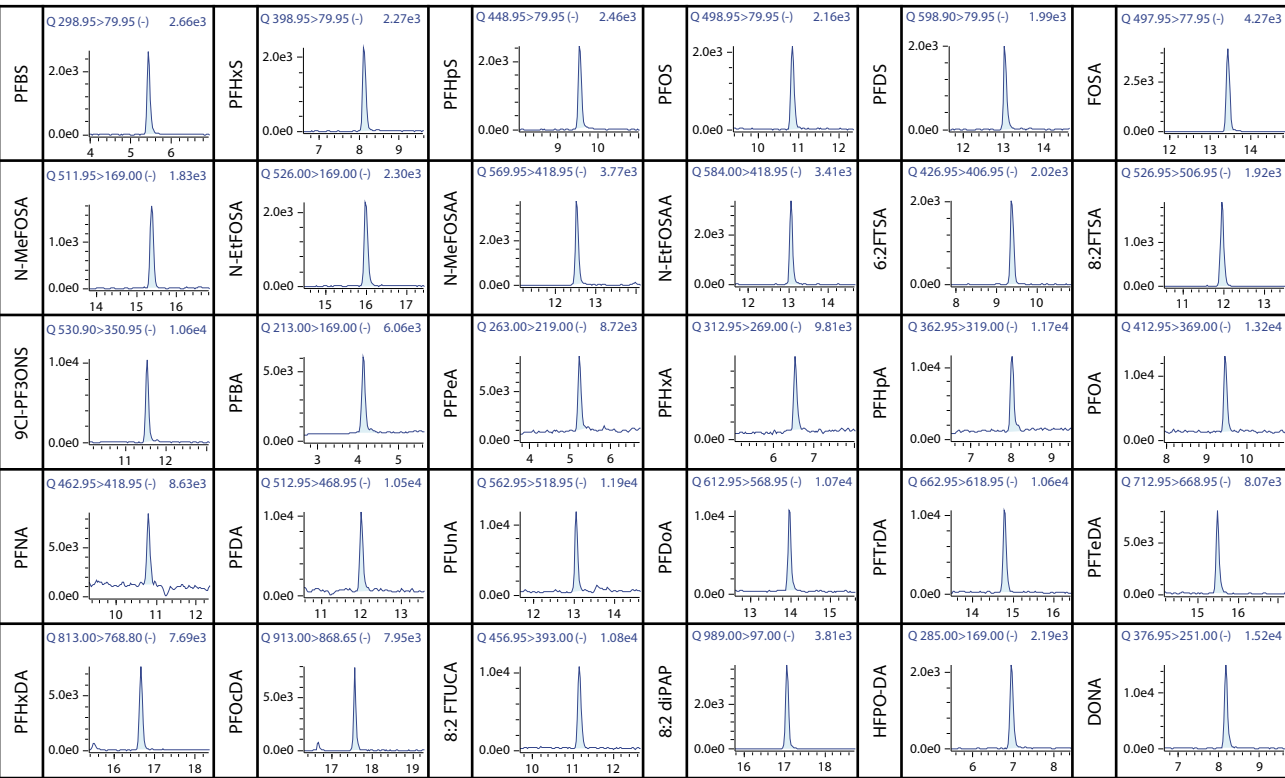 PFBS
Q 298.95>79.95 (-) 2.66e3
2.0e3
0.0e0
4 5 6
PFHxS
Q 398.95>79.95 (-) 2.27e3
2.0e3
0.0e0
7 8 9
PFHpS
Q 448.95>79.95 (-) 2.46e3
2.0e3
0.0e0
9 10
PFOS
Q 498.95>79.95 (-) 2.16e3
2.0e3
0.0e0
10 11 12
PFDS
Q 598.90>79.95 (-) 1.99e3
2.0e3
0.0e0
12 13 14
FOSA
Q 497.95>77.95 (-) 4.27e3
2.5e3
0.0e0
12 13 14
N-MeFOSA
Q 511.95>169.00 (-) 1.83e3
1.0e3
0.0e0
14 15 16
N-EtFOSA
Q 526.00>169.00 (-) 2.30e3
2.0e3
0.0e0
15 16 17
N-MeFOSAA
Q 569.95>418.95 (-) 3.77e3
2.0e3
0.0e0
12 13
N-EtFOSAA
Q 584.00>418.95 (-) 3.41e3
2.0e3
0.0e0
12 13 14
6:2FTSA
Q 426.95>406.95 (-) 2.02e3
2.0e3
0.0e0
8 9 10
8:2FTSA
Q 526.95>506.95 (-) 1.92e3
1.0e3
0.0e0
11 12 13
9Cl-PF3ONS
Q 530.90>350.95 (-) 1.06e4
1.0e4
0.0e0
11 12
PFBA
Q 213.00>169.00 (-) 6.06e3
5.0e3
0.0e0
3 4 5
PFPeA
Q 263.00>219.00 (-) 8.72e3
5.0e3
0.0e0
4 5 6
PFHxA
Q 312.95>269.00 (-) 9.81e3
5.0e3
0.0e0
6 7
PFHpA
Q 362.95>319.00 (-) 1.17e4
1.0e4
0.0e0
7 8 9
PFOA
Q 412.95>369.00 (-) 1.32e4
1.0e4
0.0e0
8 9 10
PFNA
Q 462.95>418.95 (-) 8.63e3
5.0e3
0.0e0
10 11 12
PFDA
Q 512.95>468.95 (-) 1.05e4
1.0e4
0.0e0
11 12 13
PFUnA
Q 562.95>518.95 (-) 1.19e4
1.0e4
0.0e0
12 13 14
PFDoA
Q 612.95>568.95 (-) 1.07e4
1.0e4
0.0e0
13 14 15
PFTrDA
Q 662.95>618.95 (-) 1.06e4
1.0e4
0.0e0
14 15 16
PFTeDA
Q 712.95>668.95 (-) 8.07e3
5.0e3
0.0e0
15 16
PFHxDA
Q 813.00>768.80 (-) 7.69e3
5.0e3
0.0e0
16 17 18
PFOcDA
Q 913.00>868.65 (-) 7.95e3
5.0e3
0.0e0
17 18 19
8:2 FTUCA
Q 456.95>393.00 (-) 1.08e4
1.0e4
0.0e0
10 11 12
8:2 diPAP
Q 989.00>97.00 (-) 3.81e3
2.0e3
0.0e0
16 17 18
HFPO-DA
Q 285.00>169.00 (-) 2.19e3
2.0e3
0.0e0
6 7 8
DONA
Q 376.95>251.00 (-) 1.52e4
1.0e4
0.0e0
7 8 9